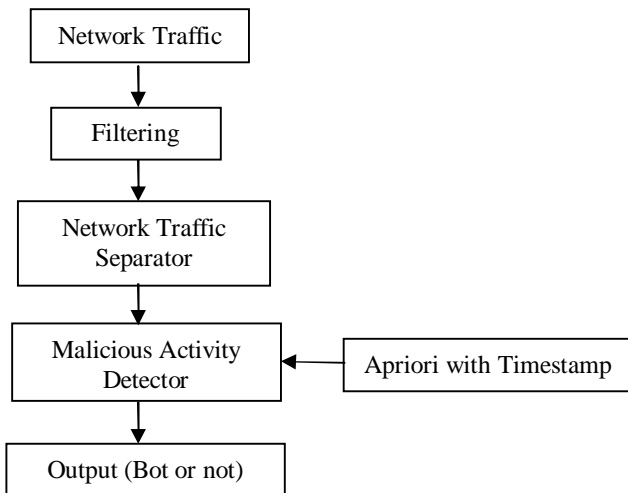 Network Traffic
Filtering
Network Traffic
Separator
Malicious Activity
Detector
Apriori with Timestamp
Output (Bot or not)